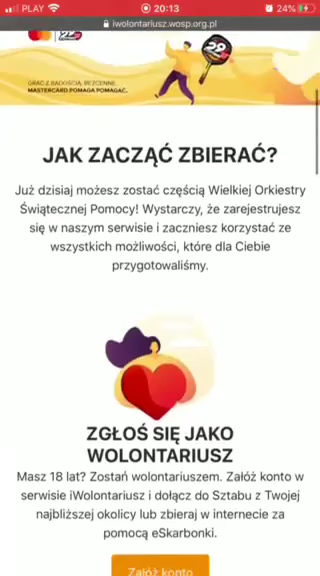 PLAY 20:13 24%
iwolontariusz.wosp.org.pl
29
GRAĆ Z RADOŚCIĄ, BEZCENNE.
MASTERCARD POMAGA POMAGAĆ.
29
JAK ZACZĄĆ ZBIERAĆ?
Już dzisiaj możesz zostać częścią Wielkiej Orkiestry
Świątecznej Pomocy! Wystarczy, że zarejestrujesz
się w naszym serwisie i zaczniesz korzystać ze
wszystkich możliwości, które dla Ciebie
przygotowaliśmy.
ZGŁOŚ SIĘ JAKO
WOLONTARIUSZ
Masz 18 lat? Zostań wolontariuszem. Załóż konto w
serwisie iWolontariusz i dołącz do Sztabu z Twojej
najbliższej okolicy lub zbieraj w internecie za
pomocą eSkarbonki.
Załóż konto